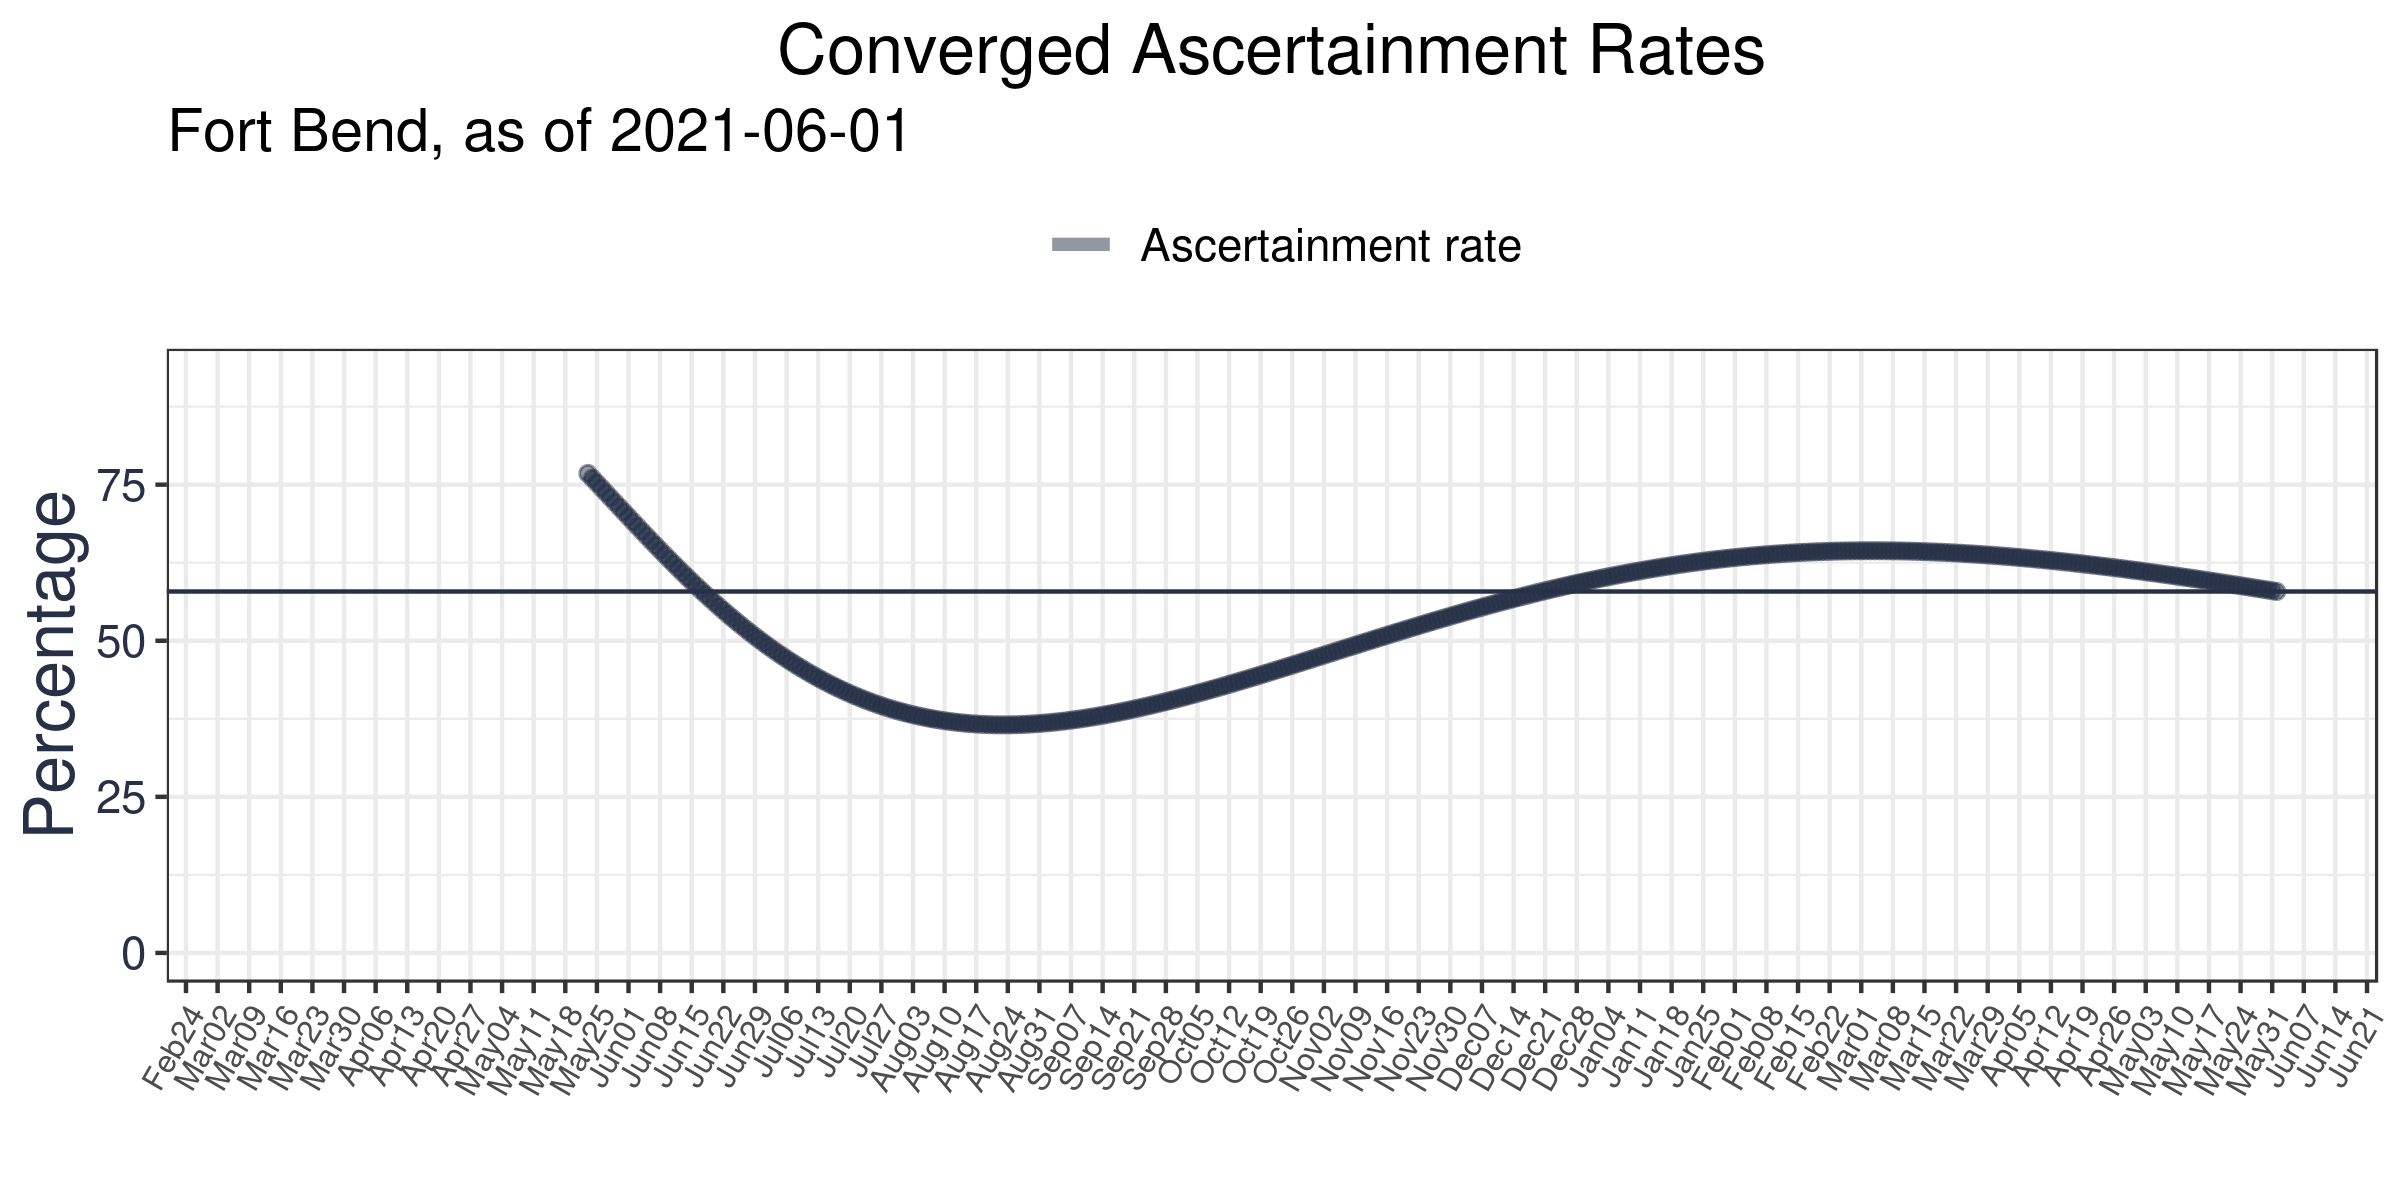 Converged Ascertainment Rates
Fort Bend, as of 2021-06-01
Ascertainment rate
Percentage
75
50
25
0
Feb24 Mar02 Mar09 Mar16 Mar23 Mar30 Apr06 Apr13 Apr20 Apr27 May04 May11 May18 May25 Jun01 Jun08 Jun15 Jun22 Jun29 Jul06 Jul13 Jul20 Jul27 Aug03 Aug10 Aug17 Aug24 Aug31 Sep07 Sep14 Sep21 Sep28 Oct05 Oct12 Oct19 Oct26 Nov02 Nov09 Nov16 Nov23 Nov30 Dec07 Dec14 Dec21 Dec28 Jan04 Jan11 Jan18 Jan25 Feb01 Feb08 Feb15 Feb22 Mar01 Mar08 Mar15 Mar22 Mar29 Apr05 Apr12 Apr19 Apr26 May03 May10 May17 May24 May31 Jun07 Jun14 Jun21